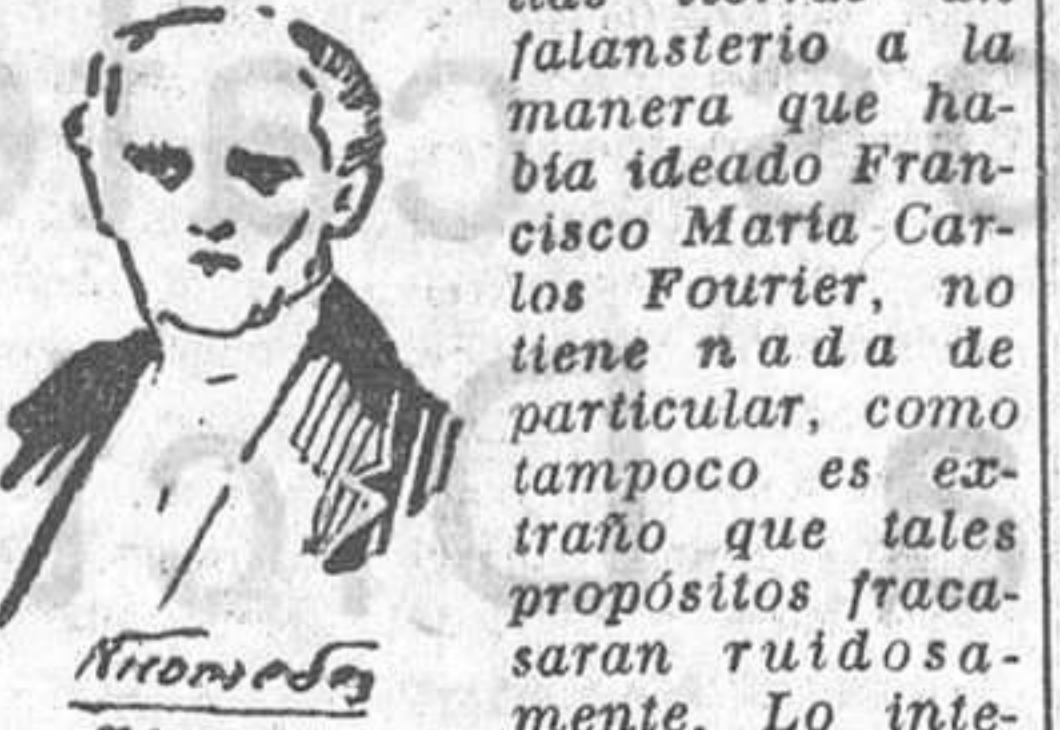 falansterio a la
manera que ha-
bía ideado Fran-
cisco María Car-
los Fourier, no
tiene nada de
particular, como
tampoco es ex-
traño que tales
propósitos fraca-
saran ruidosa-
mente. Lo inte-